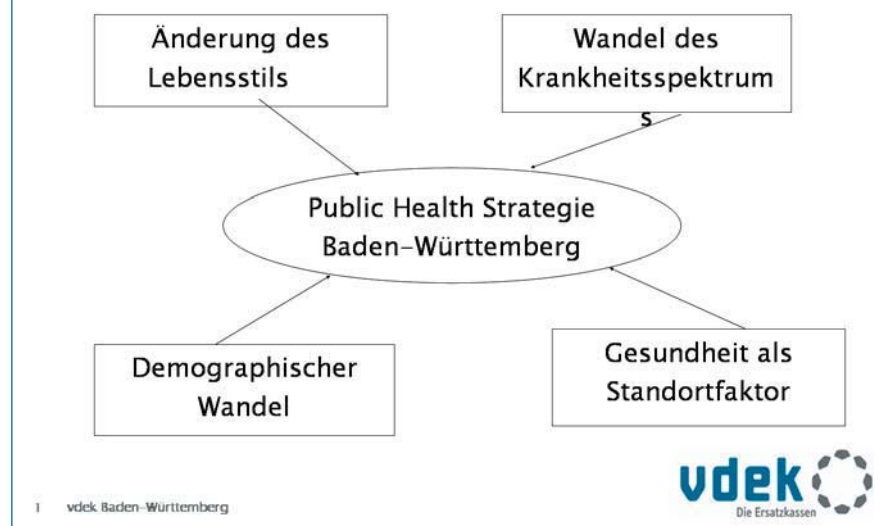 Änderung des
Lebensstils
Wandel des
Krankheitsspektrum
s
Public Health Strategie
Baden-Württemberg
Demographischer
Wandel
Gesundheit als
Standortfaktor
1 vdek Baden-Württemberg
vdek
Die Ersatzkassen